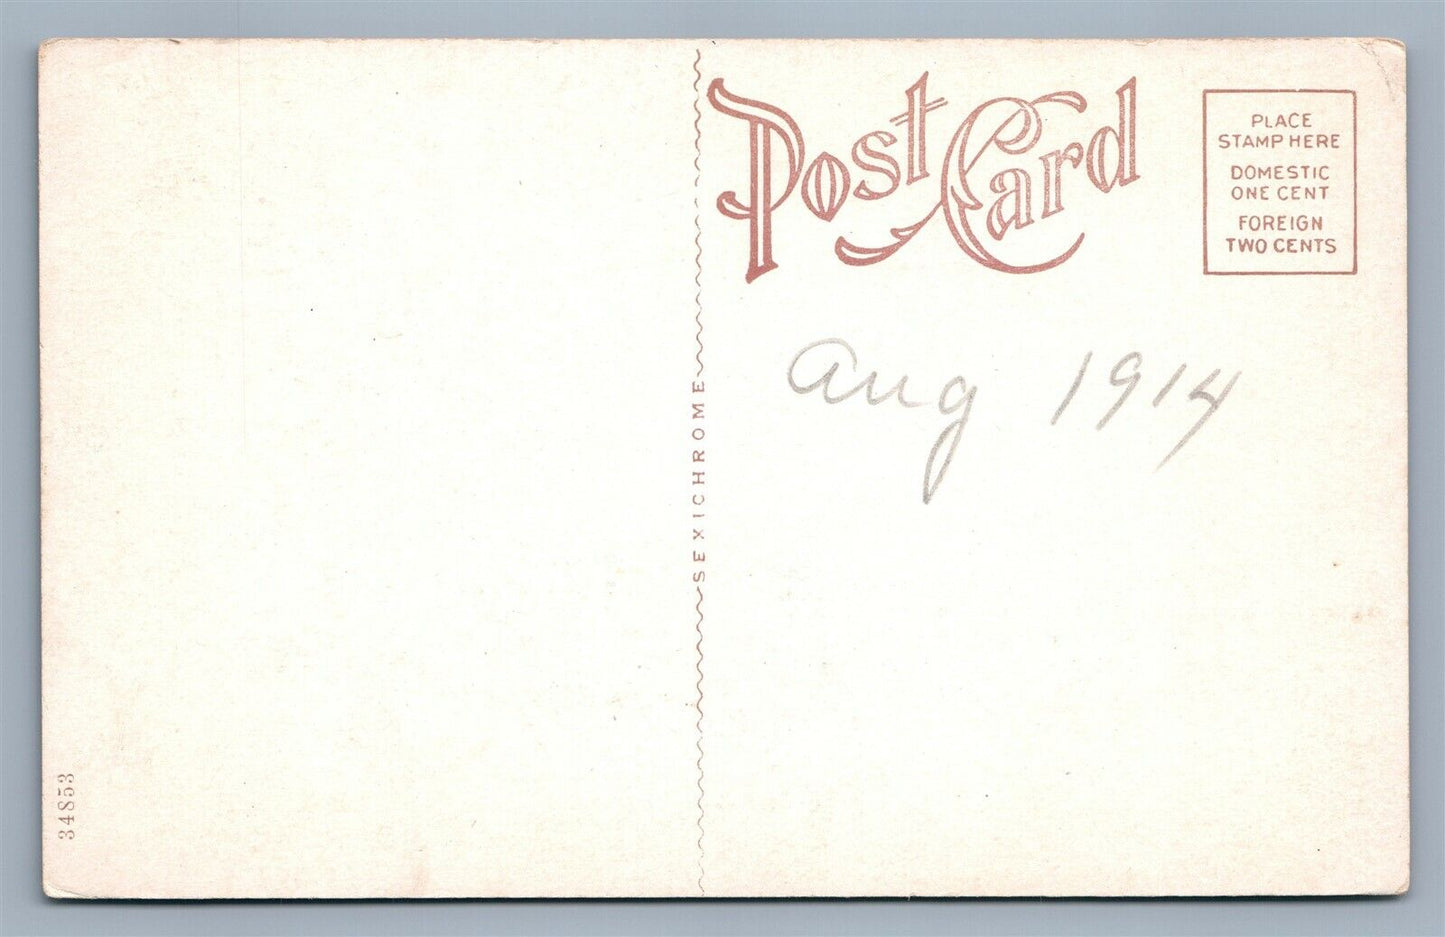 Post Card
PLACE
STAMP HERE
DOMESTIC
ONE CENT
FOREIGN
TWO CENTS
Aug 1914
SEXICHROME
34853